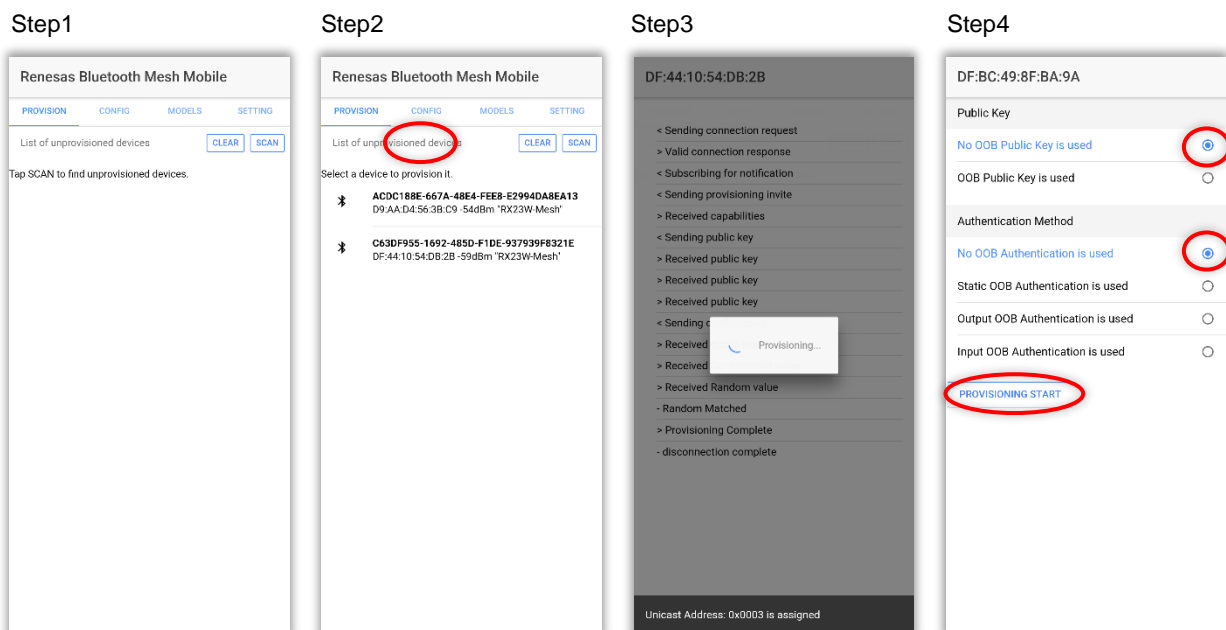 Step1
Renesas Bluetooth Mesh Mobile
PROVISION CONFIG MODELS SETTING
List of unprovisioned devices CLEAR SCAN
Tap SCAN to find unprovisioned devices.
Step2
Renesas Bluetooth Mesh Mobile
PROVISION CONFIG MODELS SETTING
List of unprovisioned devices CLEAR SCAN
Select a device to provision it.
ACDC188E-667A-48E4-FEE8-E2994DA8EA13
D9:AA:D4:56:3B:C9 -54dBm "RX23W-Mesh"
C63DF955-1692-485D-F1DE-937939F8321E
DF:44:10:54:DB:2B -59dBm "RX23W-Mesh"
Step3
DF:44:10:54:DB:2B
< Sending connection request
> Valid connection response
< Subscribing for notification
< Sending provisioning invite
> Received capabilities
< Sending public key
> Received public key
> Received public key
> Received public key
< Sending
> Received
> Received
Provisioning...
> Received Random value
- Random Matched
> Provisioning Complete
- disconnection complete
Unicast Address: 0x0003 is assigned
Step4
DF:BC:49:8F:BA:9A
Public Key
No OOB Public Key is used
OOB Public Key is used
Authentication Method
No OOB Authentication is used
Static OOB Authentication is used
Output OOB Authentication is used
Input OOB Authentication is used
PROVISIONING START